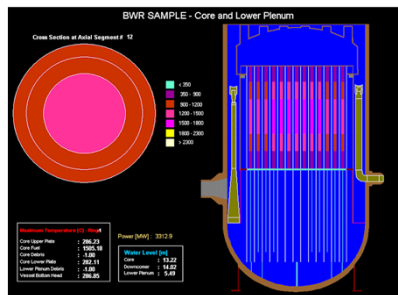 BWR SAMPLE - Core and Lower Plenum
Cross Section at Axial Segment # 12
< 350
350 - 900
900 - 1200
1200 - 1500
1500 - 1800
1800 - 2300
> 2300
Maximum Temperature (C) - Ring#
Core Upper Plate : 286.23
Core Fuel : 1505.18
Core Debris : -1.00
Core Lower Plate : 282.11
Lower Plenum Debris : -1.00
Vessel Bottom Head : 286.85
Power [MW] : 3312.9
Water Level [m]
Core : 13.22
Downcomer : 14.02
Lower Plenum : 5.49